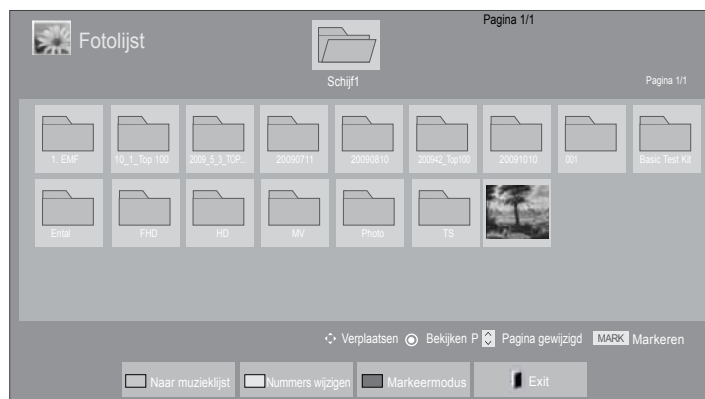 Pagina 1/1
Fotolijst
Schijf1
Pagina 1/1
1. EMF
10_1_Top 100
2009_5_3_TOP...
20090711
20090810
200942_Top100
20091010
001
Basic Test Kit
Ental
FHD
HD
MV
Photo
TS
Verplaatsen Bekijken P Pagina gewijzigd MARK Markeren
Naar muzieklijst Nummers wijzigen Markeermodus Exit